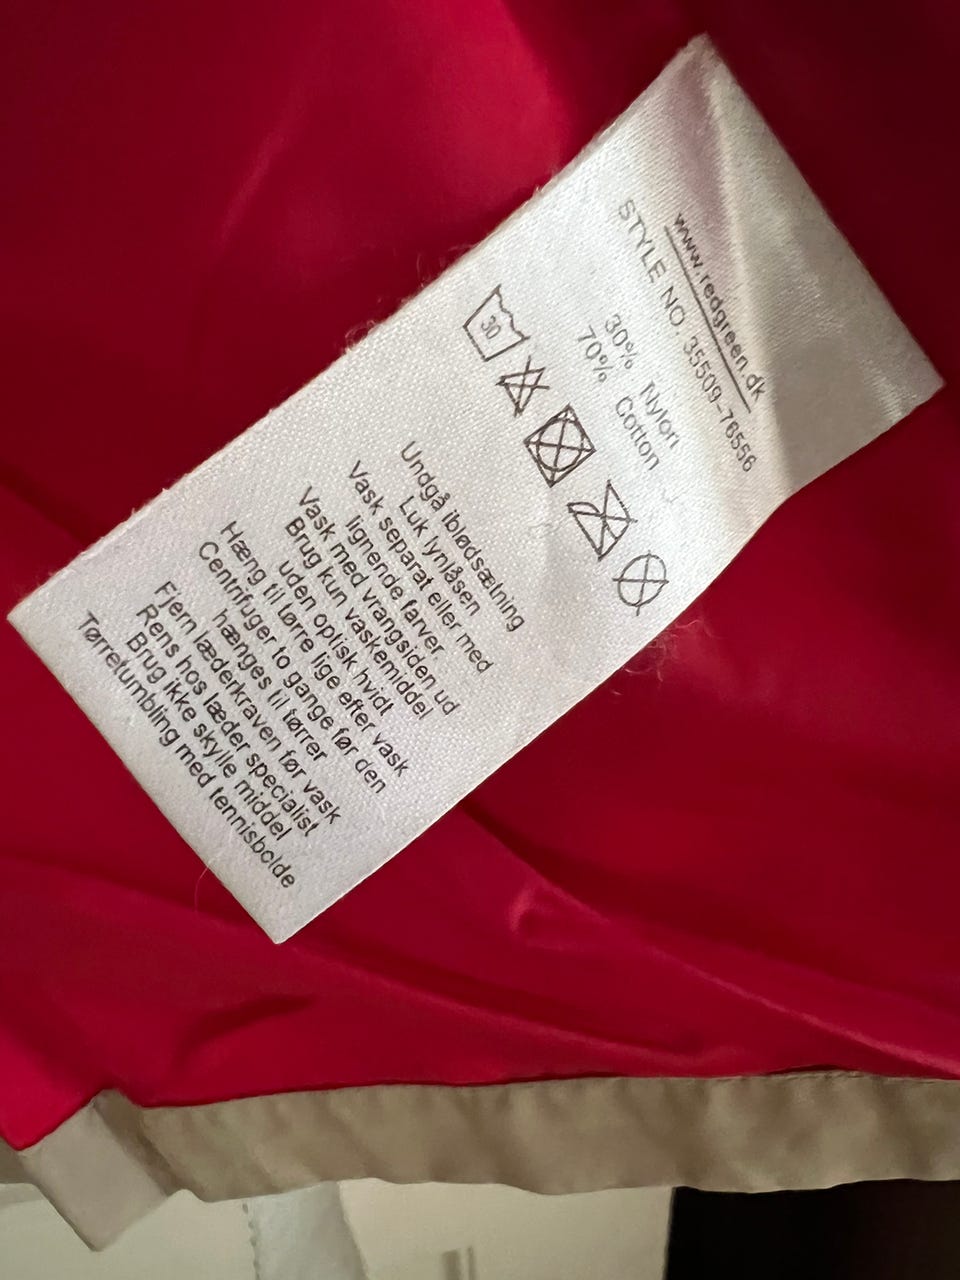 www.redgreen.dk
STYLE NO. 35509-76556
30% Nylon
70% Cotton
30
Undgå iblødsætning
Luk lynlåsen
Vask separat eller med
lignende farver.
Vask med vrangsiden ud
Brug kun vaskemiddel
uden optisk hvidt
Hæng til tørre lige efter vask
Centrifuger to gange før den
hænges til tørrer
Fjern læderkraven før vask
Rens hos læder specialist
Brug ikke skylle middel
Tørretumbling med tennisbolde